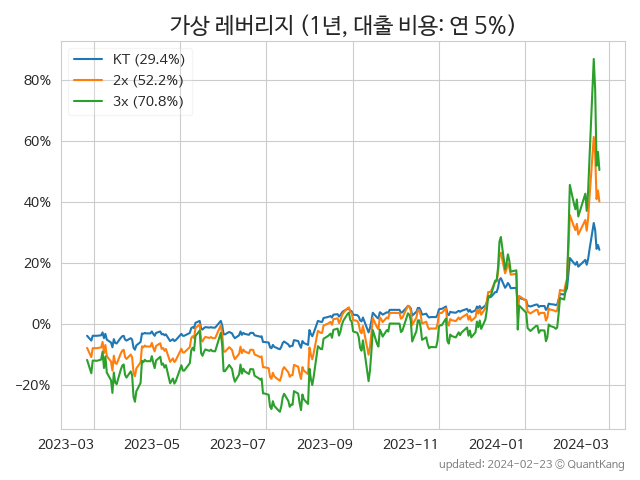 가상 레버리지 (1년, 대출 비용: 연 5%)
KT (29.4%)
2x (52.2%)
3x (70.8%)
80%
60%
40%
20%
0%
−20%
2023-03 2023-05 2023-07 2023-09 2023-11 2024-01 2024-03
updated: 2024-02-23 © QuantKang